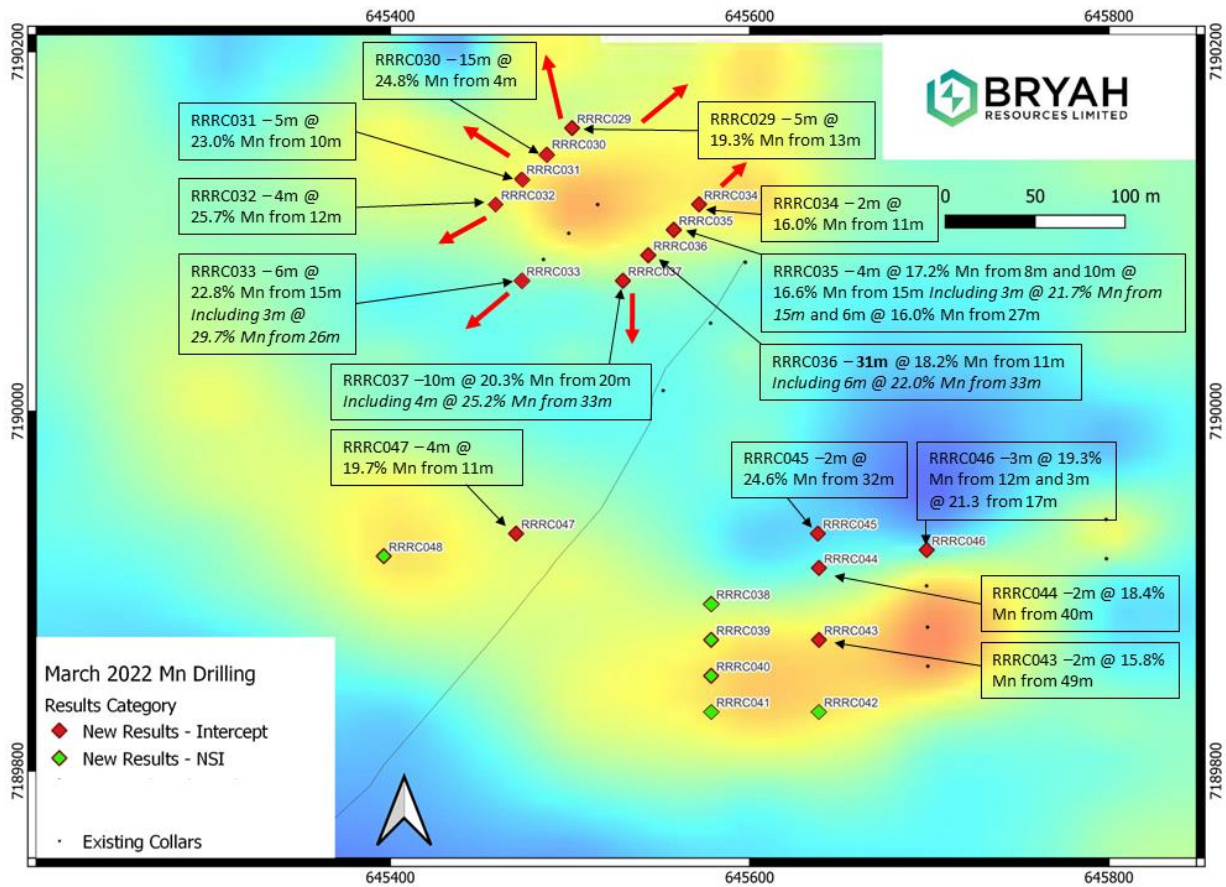 645400
645600
645800
7190200
7190200
BRYAH
RESOURCES LIMITED
RRRC030 – 15m @
24.8% Mn from 4m
RRRC031 – 5m @
23.0% Mn from 10m
RRRC032 – 4m @
25.7% Mn from 12m
RRRC033 – 6m @
22.8% Mn from 15m
Including 3m @
29.7% Mn from 26m
RRRC029
RRRC030
RRRC031
RRRC032
RRRC033
RRRC034
RRRC035
RRRC036
RRRC037
RRRC029 – 5m @
19.3% Mn from 13m
0 50 100 m
RRRC034 –2m @
16.0% Mn from 11m
RRRC035 – 4m @ 17.2% Mn from 8m and 10m @
16.6% Mn from 15m Including 3m @ 21.7% Mn from
15m and 6m @ 16.0% Mn from 27m
RRRC036 – 31m @ 18.2% Mn from 11m
Including 6m @ 22.0% Mn from 33m
RRRC037 –10m @ 20.3% Mn from 20m
Including 4m @ 25.2% Mn from 33m
7190000
7190000
RRRC047 – 4m @
19.7% Mn from 11m
RRRC045 –2m @
24.6% Mn from 32m
RRRC046 –3m @ 19.3%
Mn from 12m and 3m
@ 21.3 from 17m
RRRC047
RRRC048
RRRC045
RRRC046
RRRC044
RRRC038
RRRC039
RRRC043
RRRC040
RRRC041
RRRC042
RRRC044 –2m @ 18.4%
Mn from 40m
RRRC043 –2m @ 15.8%
Mn from 49m
March 2022 Mn Drilling
Results Category
New Results - Intercept
New Results - NSI
Existing Collars
7189800
7189800
645400
645600
645800